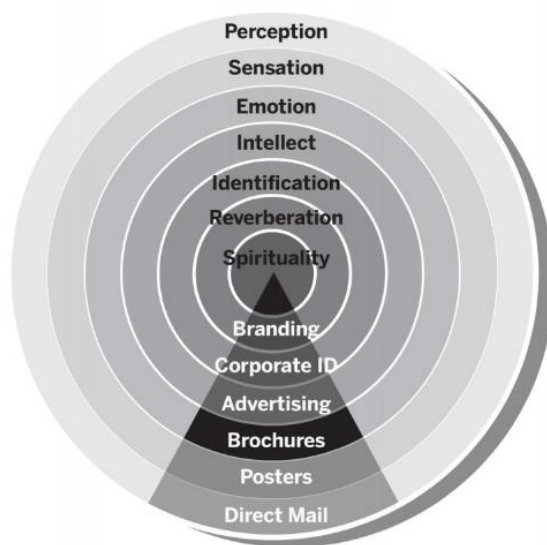 Perception
Sensation
Emotion
Intellect
Identification
Reverberation
Spirituality
Branding
Corporate ID
Advertising
Brochures
Posters
Direct Mail